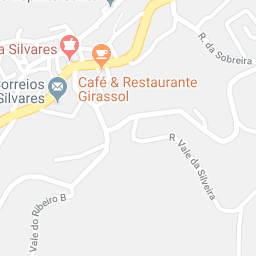 a Silvares
R. da Sobreira
Café & Restaurante
Girassol
Correios
Silvares
R Vale da Silveira
Vale do Ribeiro B